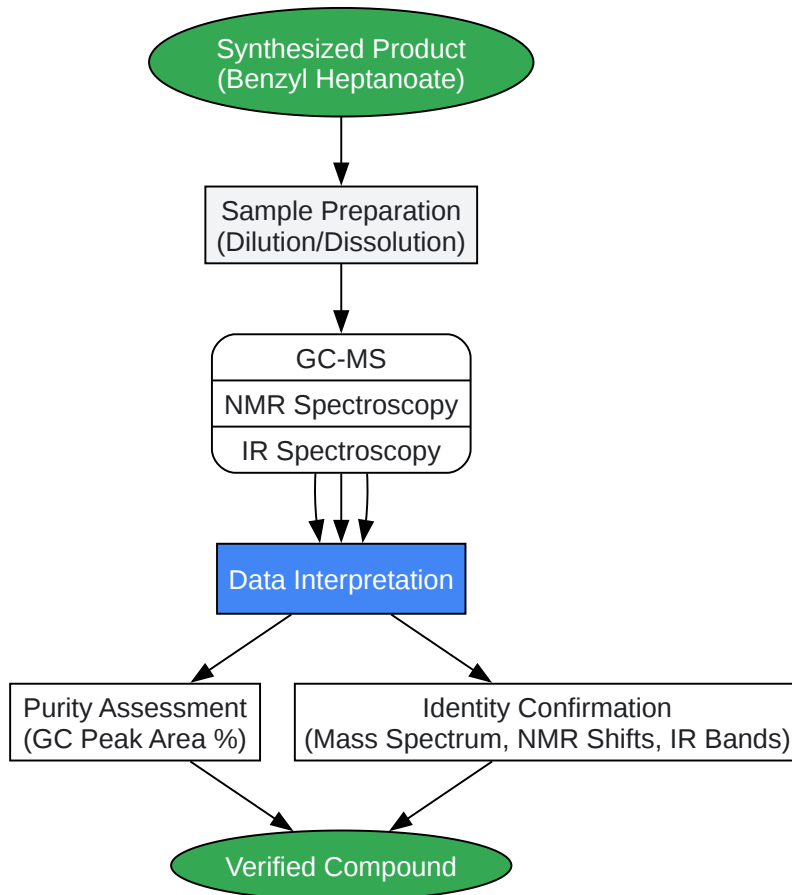 Synthesized Product
(Benzyl Heptanoate)
Sample Preparation
(Dilution/Dissolution)
GC-MS
NMR Spectroscopy
IR Spectroscopy
Data Interpretation
Purity Assessment
(GC Peak Area %)
Identity Confirmation
(Mass Spectrum, NMR Shifts, IR Bands)
Verified Compound